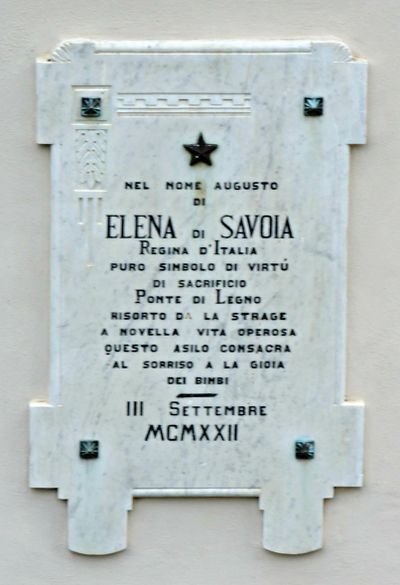 NEL NOME AUGUSTO
DI
ELENA DI SAVOIA
REGINA D'ITALIA
PURO SIMBOLO DI VIRTÚ
DI SACRIFICIO
PONTE DI LEGNO
RISORTO DA LA STRAGE
A NOVELLA VITA OPEROSA
QUESTO ASILO CONSACRA
AL SORRISO A LA GIOIA
DEI BIMBI
III SETTEMBRE
MCMXXII